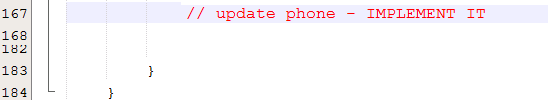 167 // update phone - IMPLEMENT IT
168
182
183 }
184 }